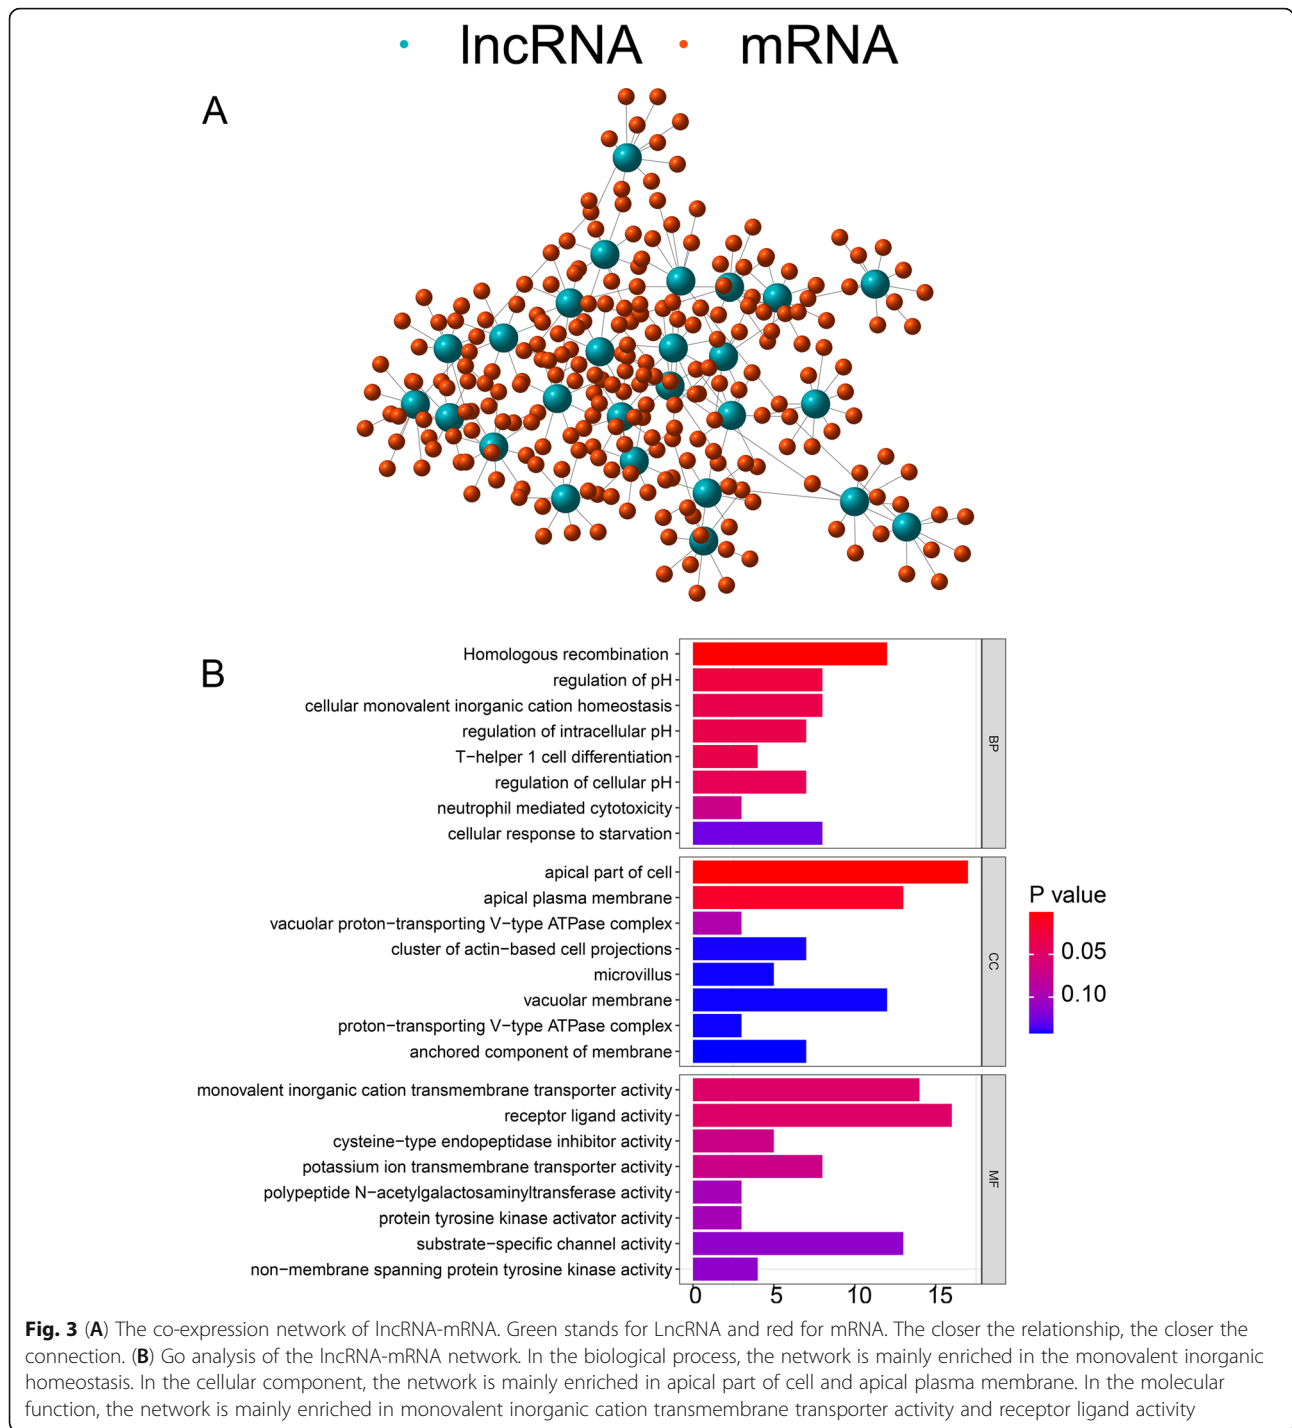 lncRNA mRNA
A
B
Homologous recombination
regulation of pH
cellular monovalent inorganic cation homeostasis
regulation of intracellular pH
T−helper 1 cell differentiation
regulation of cellular pH
neutrophil mediated cytotoxicity
cellular response to starvation
BP
apical part of cell
apical plasma membrane
vacuolar proton−transporting V−type ATPase complex
cluster of actin−based cell projections
microvillus
vacuolar membrane
proton−transporting V−type ATPase complex
anchored component of membrane
CC
monovalent inorganic cation transmembrane transporter activity
receptor ligand activity
cysteine−type endopeptidase inhibitor activity
potassium ion transmembrane transporter activity
polypeptide N−acetylgalactosaminyltransferase activity
protein tyrosine kinase activator activity
substrate−specific channel activity
non−membrane spanning protein tyrosine kinase activity
MF
0 5 10 15
P value
0.05
0.10
Fig. 3 (A) The co-expression network of lncRNA-mRNA. Green stands for LncRNA and red for mRNA. The closer the relationship, the closer the
connection. (B) Go analysis of the lncRNA-mRNA network. In the biological process, the network is mainly enriched in the monovalent inorganic
homeostasis. In the cellular component, the network is mainly enriched in apical part of cell and apical plasma membrane. In the molecular
function, the network is mainly enriched in monovalent inorganic cation transmembrane transporter activity and receptor ligand activity